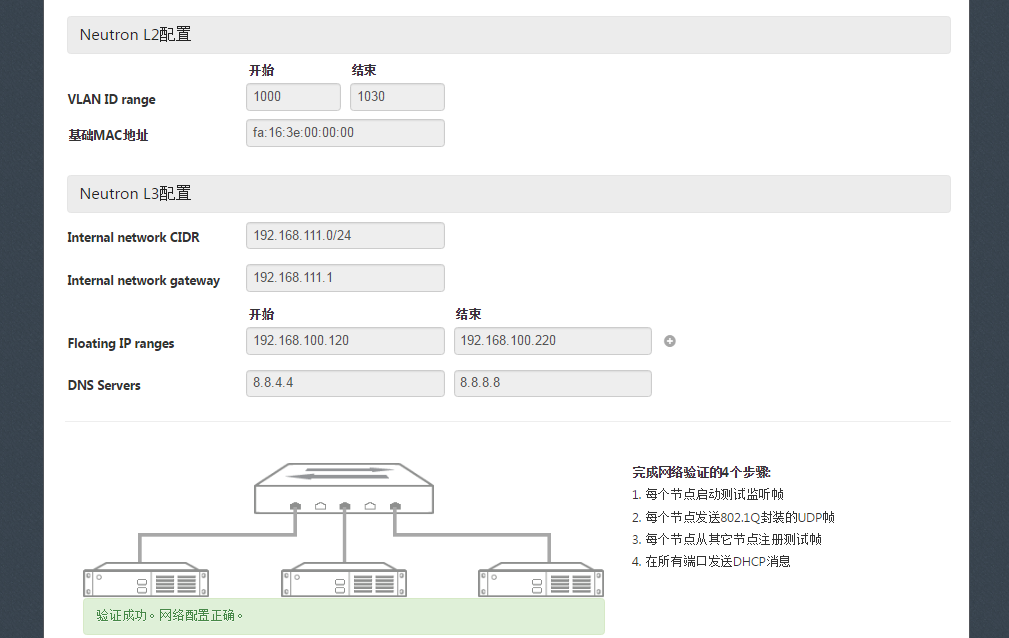 Neutron L2配置
开始 结束
VLAN ID range 1000 1030
基础MAC地址 fa:16:3e:00:00:00
Neutron L3配置
Internal network CIDR 192.168.111.0/24
Internal network gateway 192.168.111.1
开始 结束
Floating IP ranges 192.168.100.120 192.168.100.220
DNS Servers 8.8.4.4 8.8.8.8
完成网络验证的4个步骤:
1. 每个节点启动测试监听帧
2. 每个节点发送802.1Q封装的UDP帧
3. 每个节点从其它节点注册测试帧
4. 在所有端口发送DHCP消息
验证成功。网络配置正确。